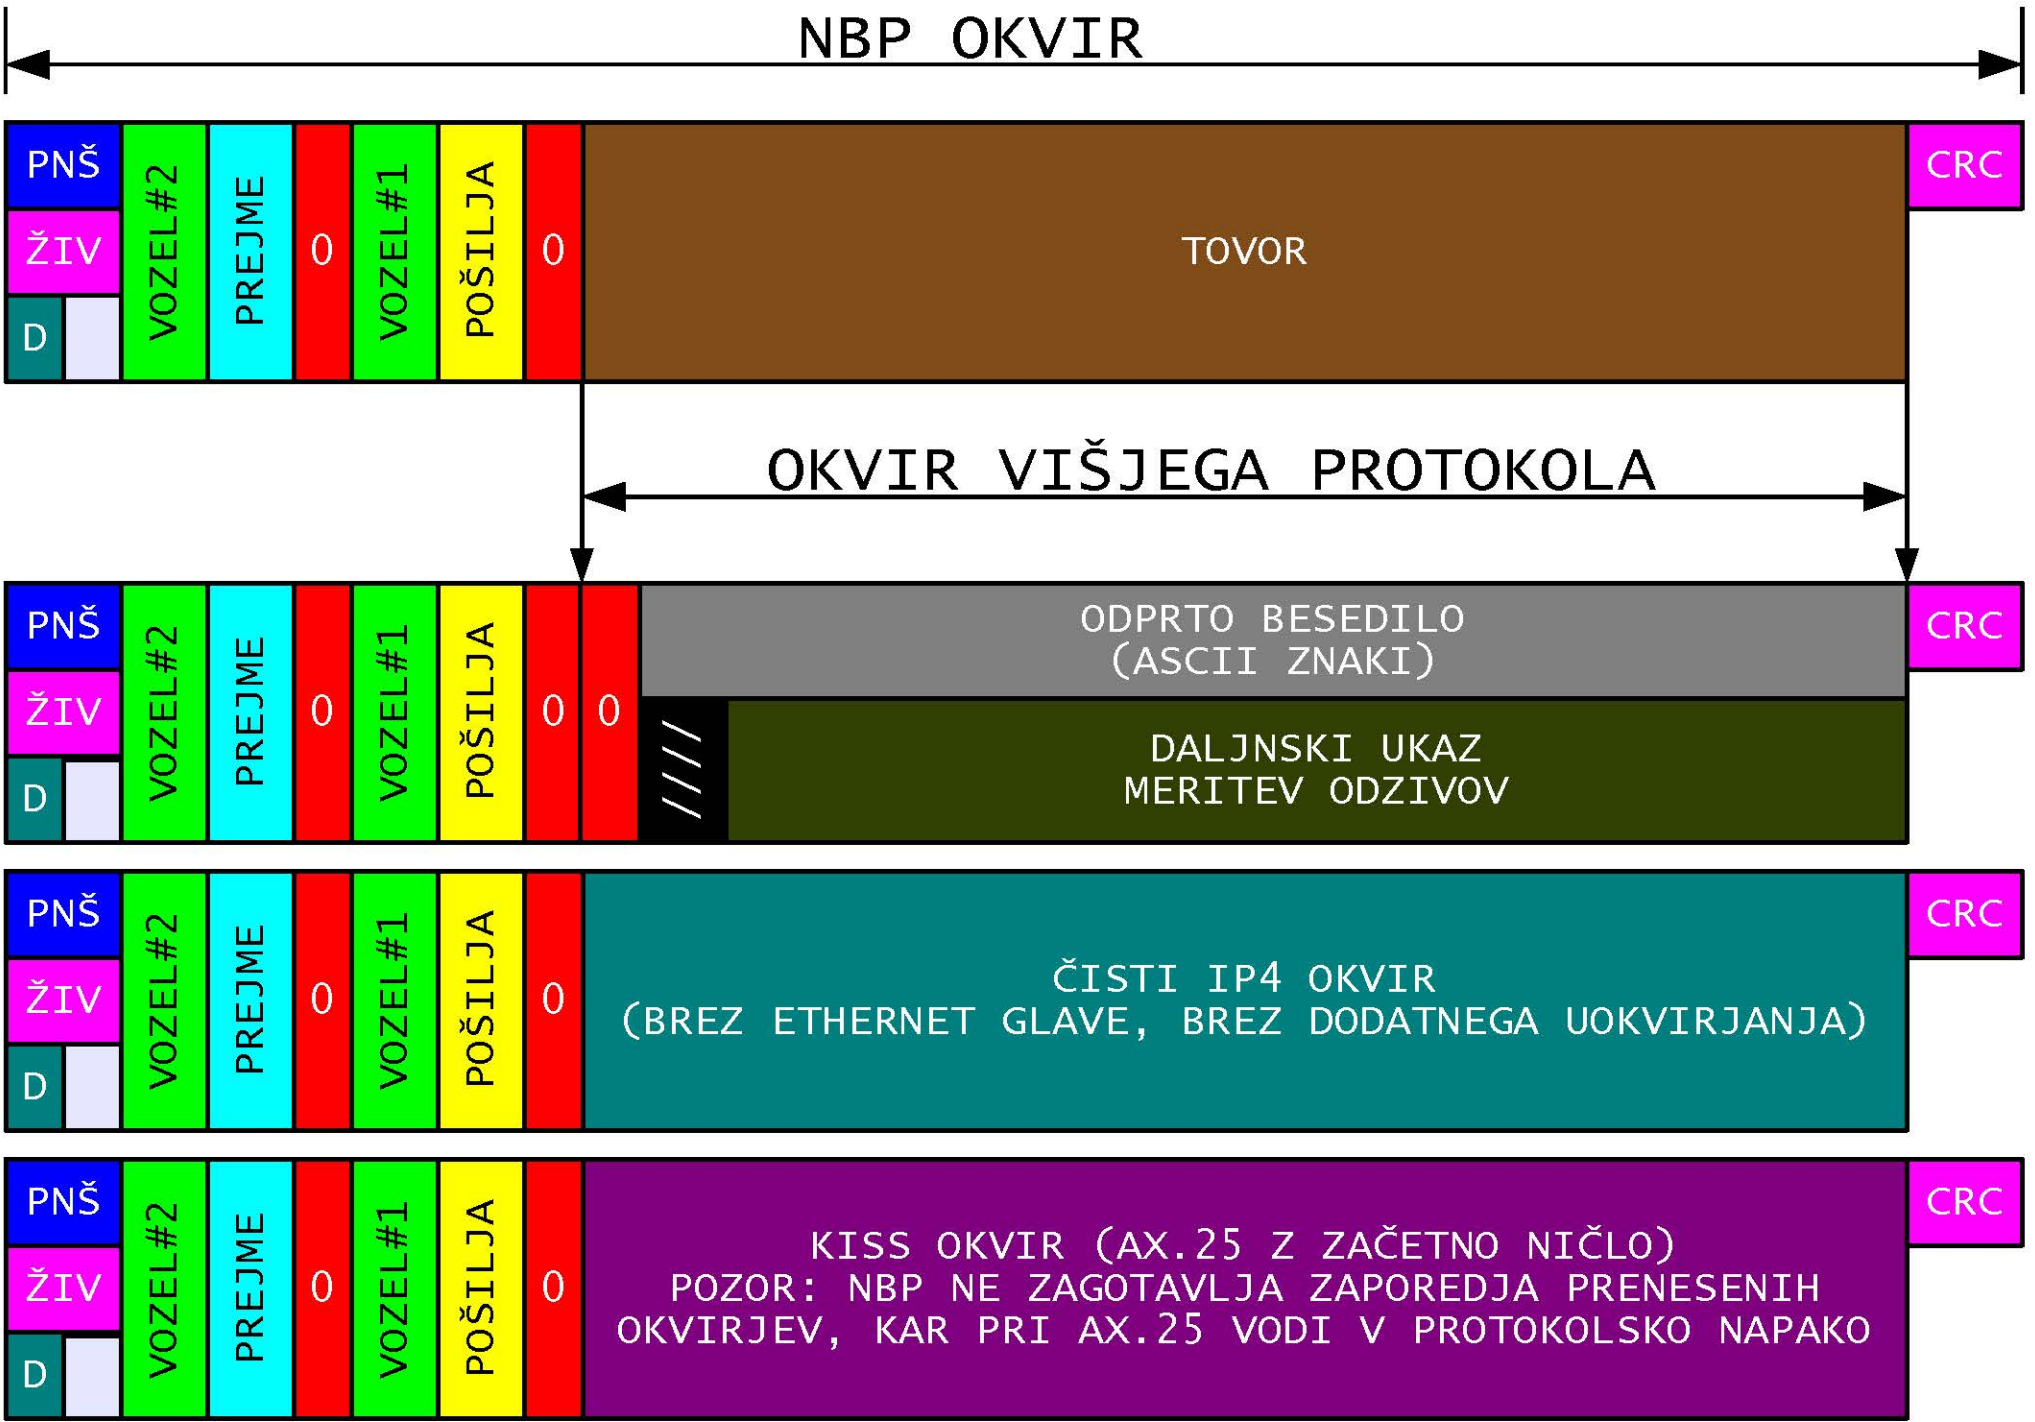 NBP OKVIR
PNŠ
ŽIV
D
VOZEL#2
PREJME
0
VOZEL#1
POŠILJA
0
TOVOR
CRC
OKVIR VIŠJEGA PROTOKOLA
PNŠ
ŽIV
D
VOZEL#2
PREJME
0
VOZEL#1
POŠILJA
0
0
ODPRTO BESEDILO
(ASCII ZNAKI)
////
DALJNSKI UKAZ
MERITEV ODZIVOV
CRC
PNŠ
ŽIV
D
VOZEL#2
PREJME
0
VOZEL#1
POŠILJA
0
ČISTI IP4 OKVIR
(BREZ ETHERNET GLAVE, BREZ DODATNEGA UOKVIRJANJA)
CRC
PNŠ
ŽIV
D
VOZEL#2
PREJME
0
VOZEL#1
POŠILJA
0
KISS OKVIR (AX.25 Z ZAČETNO NIČLO)
POZOR: NBP NE ZAGOTAVLJA ZAPOREDJA PRENESENIH
OKVIRJEV, KAR PRI AX.25 VODI V PROTOKOLSKO NAPAKO
CRC